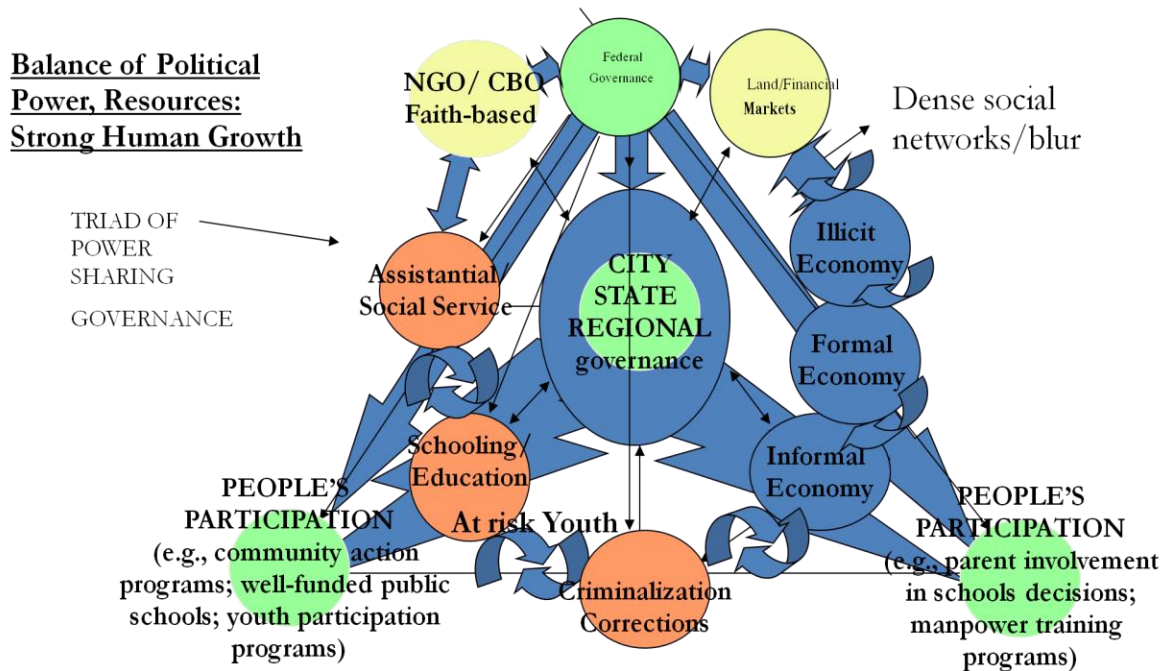 Balance of Political
Power, Resources:
Strong Human Growth
NGO/ CBO
Faith-based
Federal
Governance
Land/Financial
Markets
Dense social
networks/blur
TRIAD OF
POWER
SHARING
GOVERNANCE
Assistantial/
Social Service
CITY
STATE
REGIONAL
governance
Illicit
Economy
Formal
Economy
Schooling/
Education
Informal
Economy
PEOPLE'S
PARTICIPATION
(e.g., community action
programs; well-funded public
schools; youth participation
programs)
At risk Youth
Criminalization
Corrections
PEOPLE'S
PARTICIPATION
(e.g., parent involvement
in schools decisions;
manpower training
programs)